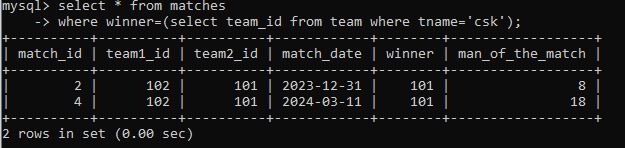 mysql> select * from matches
    -> where winner=(select team_id from team where tname='csk');
+----------+----------+----------+------------+--------+------------------+
| match_id | team1_id | team2_id | match_date | winner | man_of_the_match |
+----------+----------+----------+------------+--------+------------------+
|        2 |      102 |      101 | 2023-12-31 |    101 |                8 |
|        4 |      102 |      101 | 2024-03-11 |    101 |               18 |
+----------+----------+----------+------------+--------+------------------+
2 rows in set (0.00 sec)